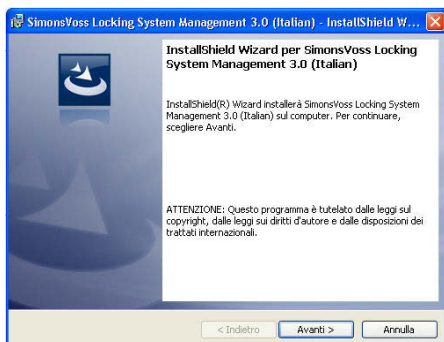 SimonsVoss Locking System Management 3.0 (Italian) - InstallShield W...
InstallShield Wizard per SimonsVoss Locking
System Management 3.0 (Italian)
InstallShield(R) Wizard installerà SimonsVoss Locking System
Management 3.0 (Italian) sul computer. Per continuare,
scegliere Avanti.
ATTENZIONE: Questo programma è tutelato dalle leggi sul
copyright, dalle leggi sui diritti d'autore e dalle disposizioni dei
trattati internazionali.
< Indietro Avanti > Annulla